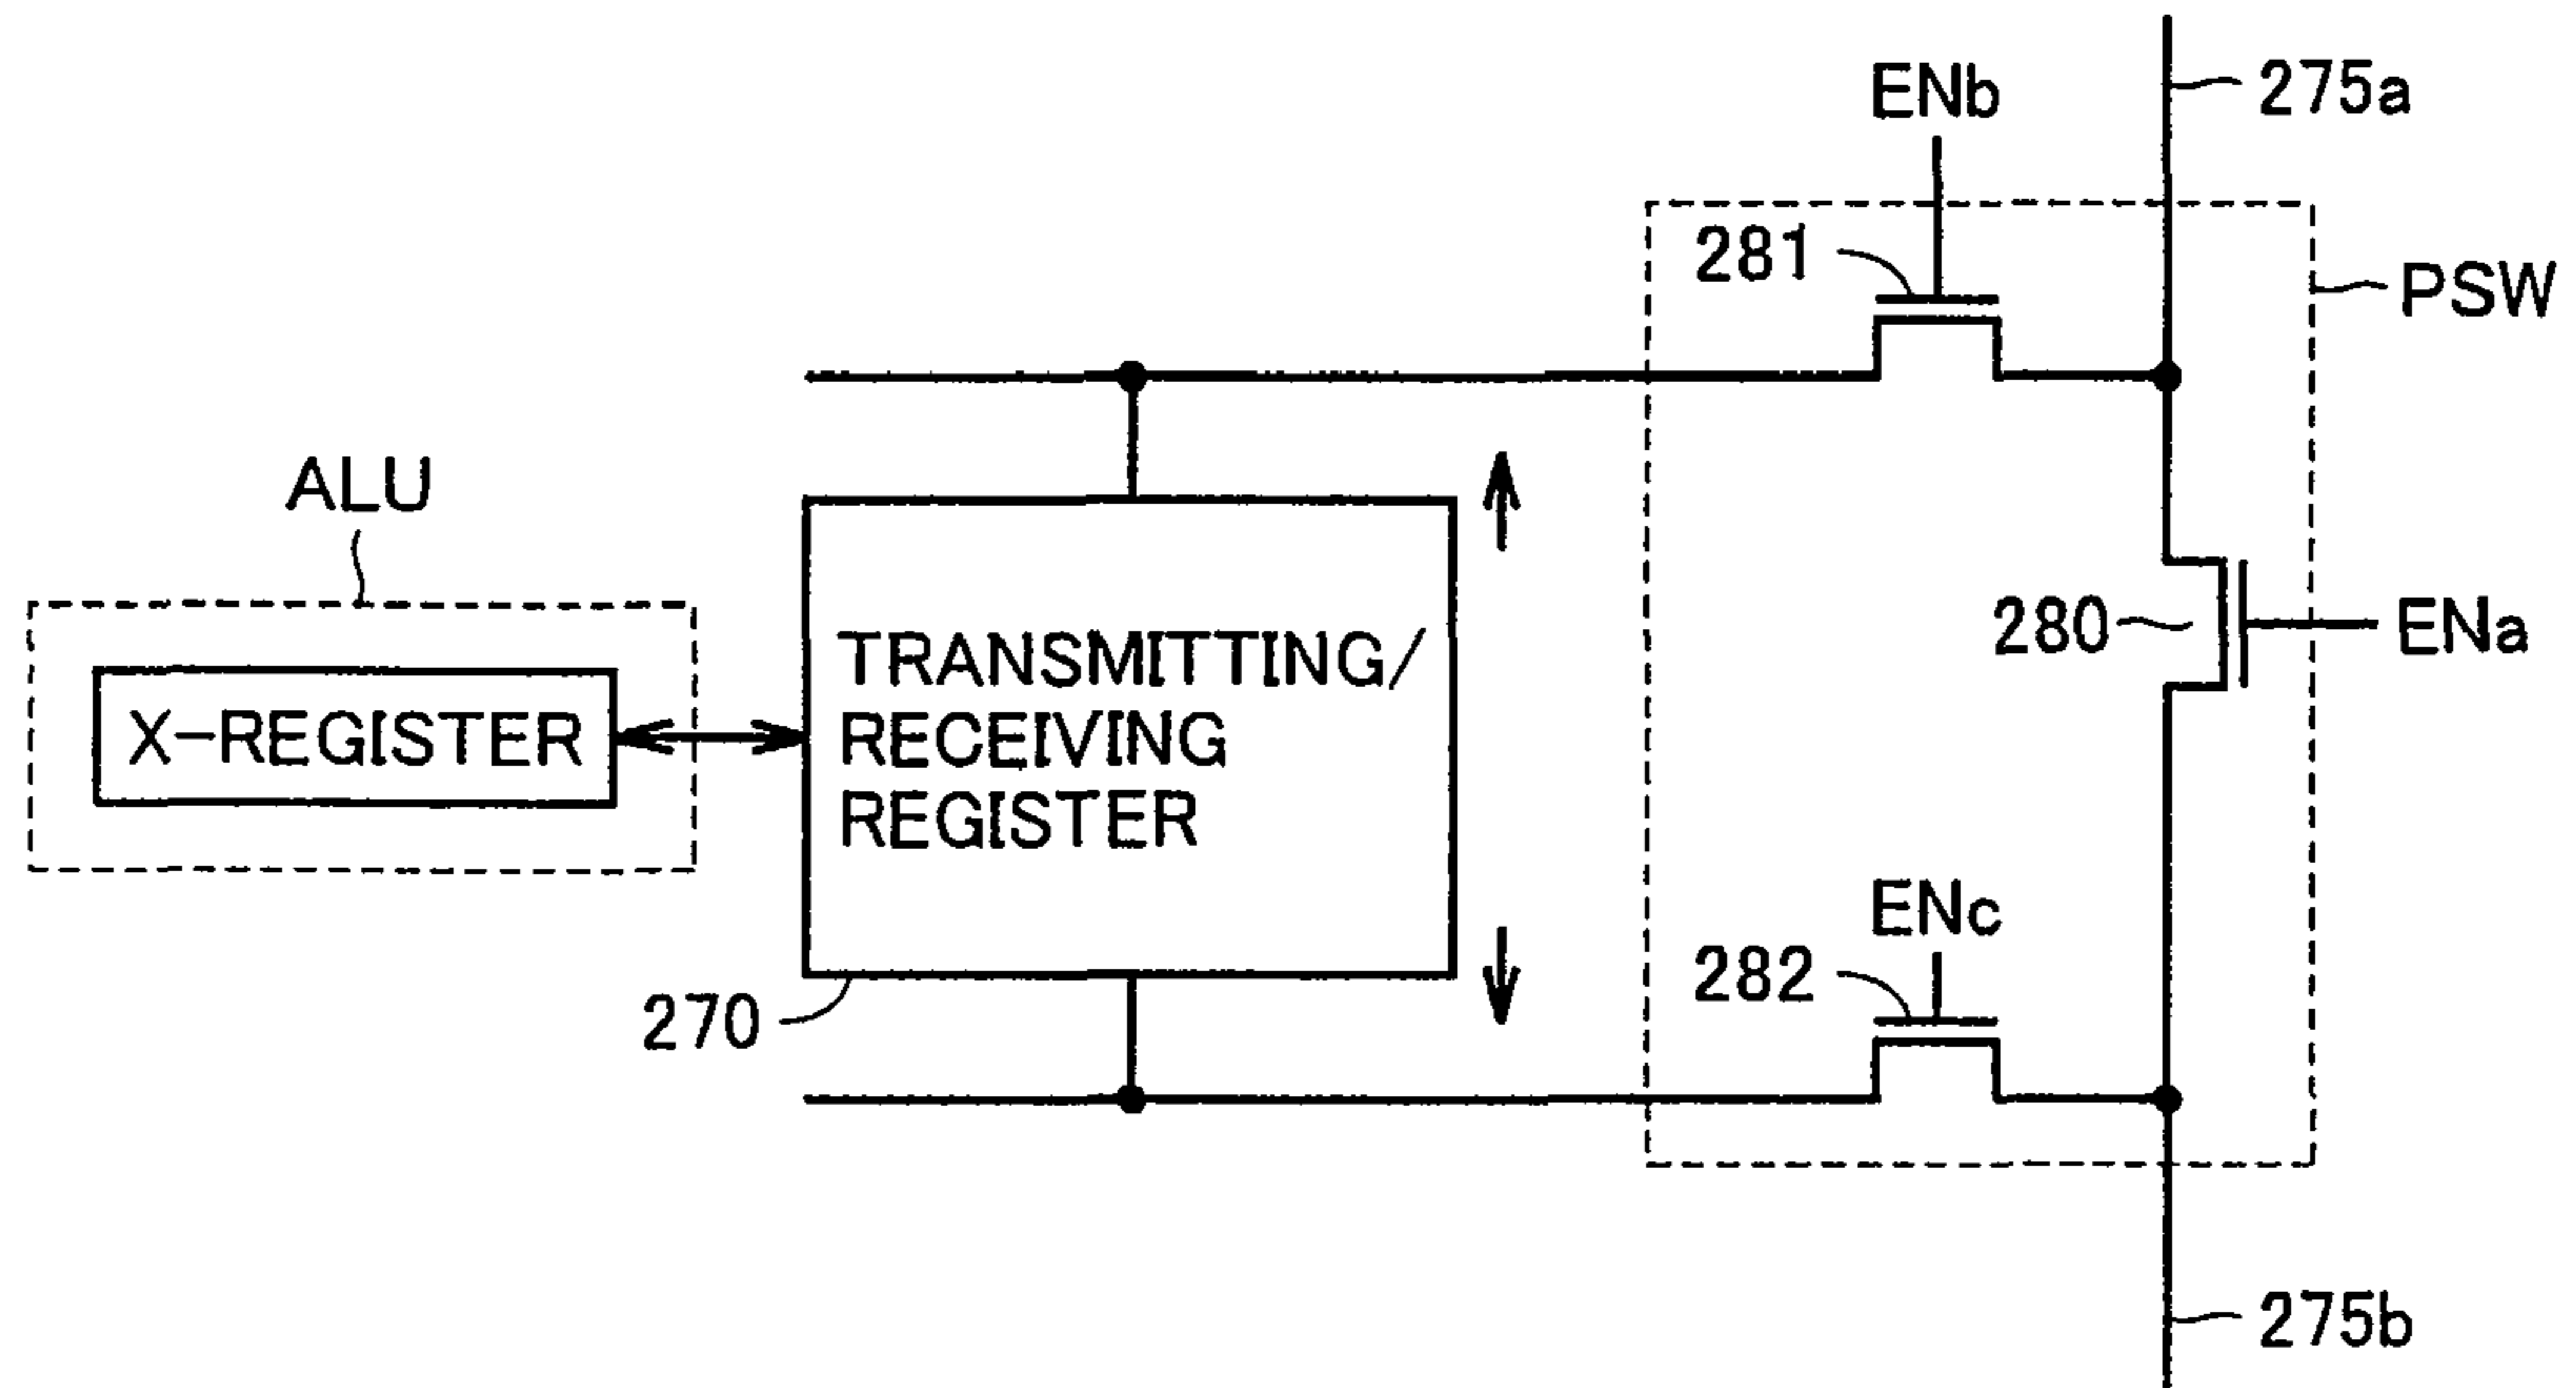 275a
ENb
281
PSW
ALU
280
ENa
TRANSMITTING/
X-REGISTER
RECEIVING
REGISTER
ENc
282
270
275b